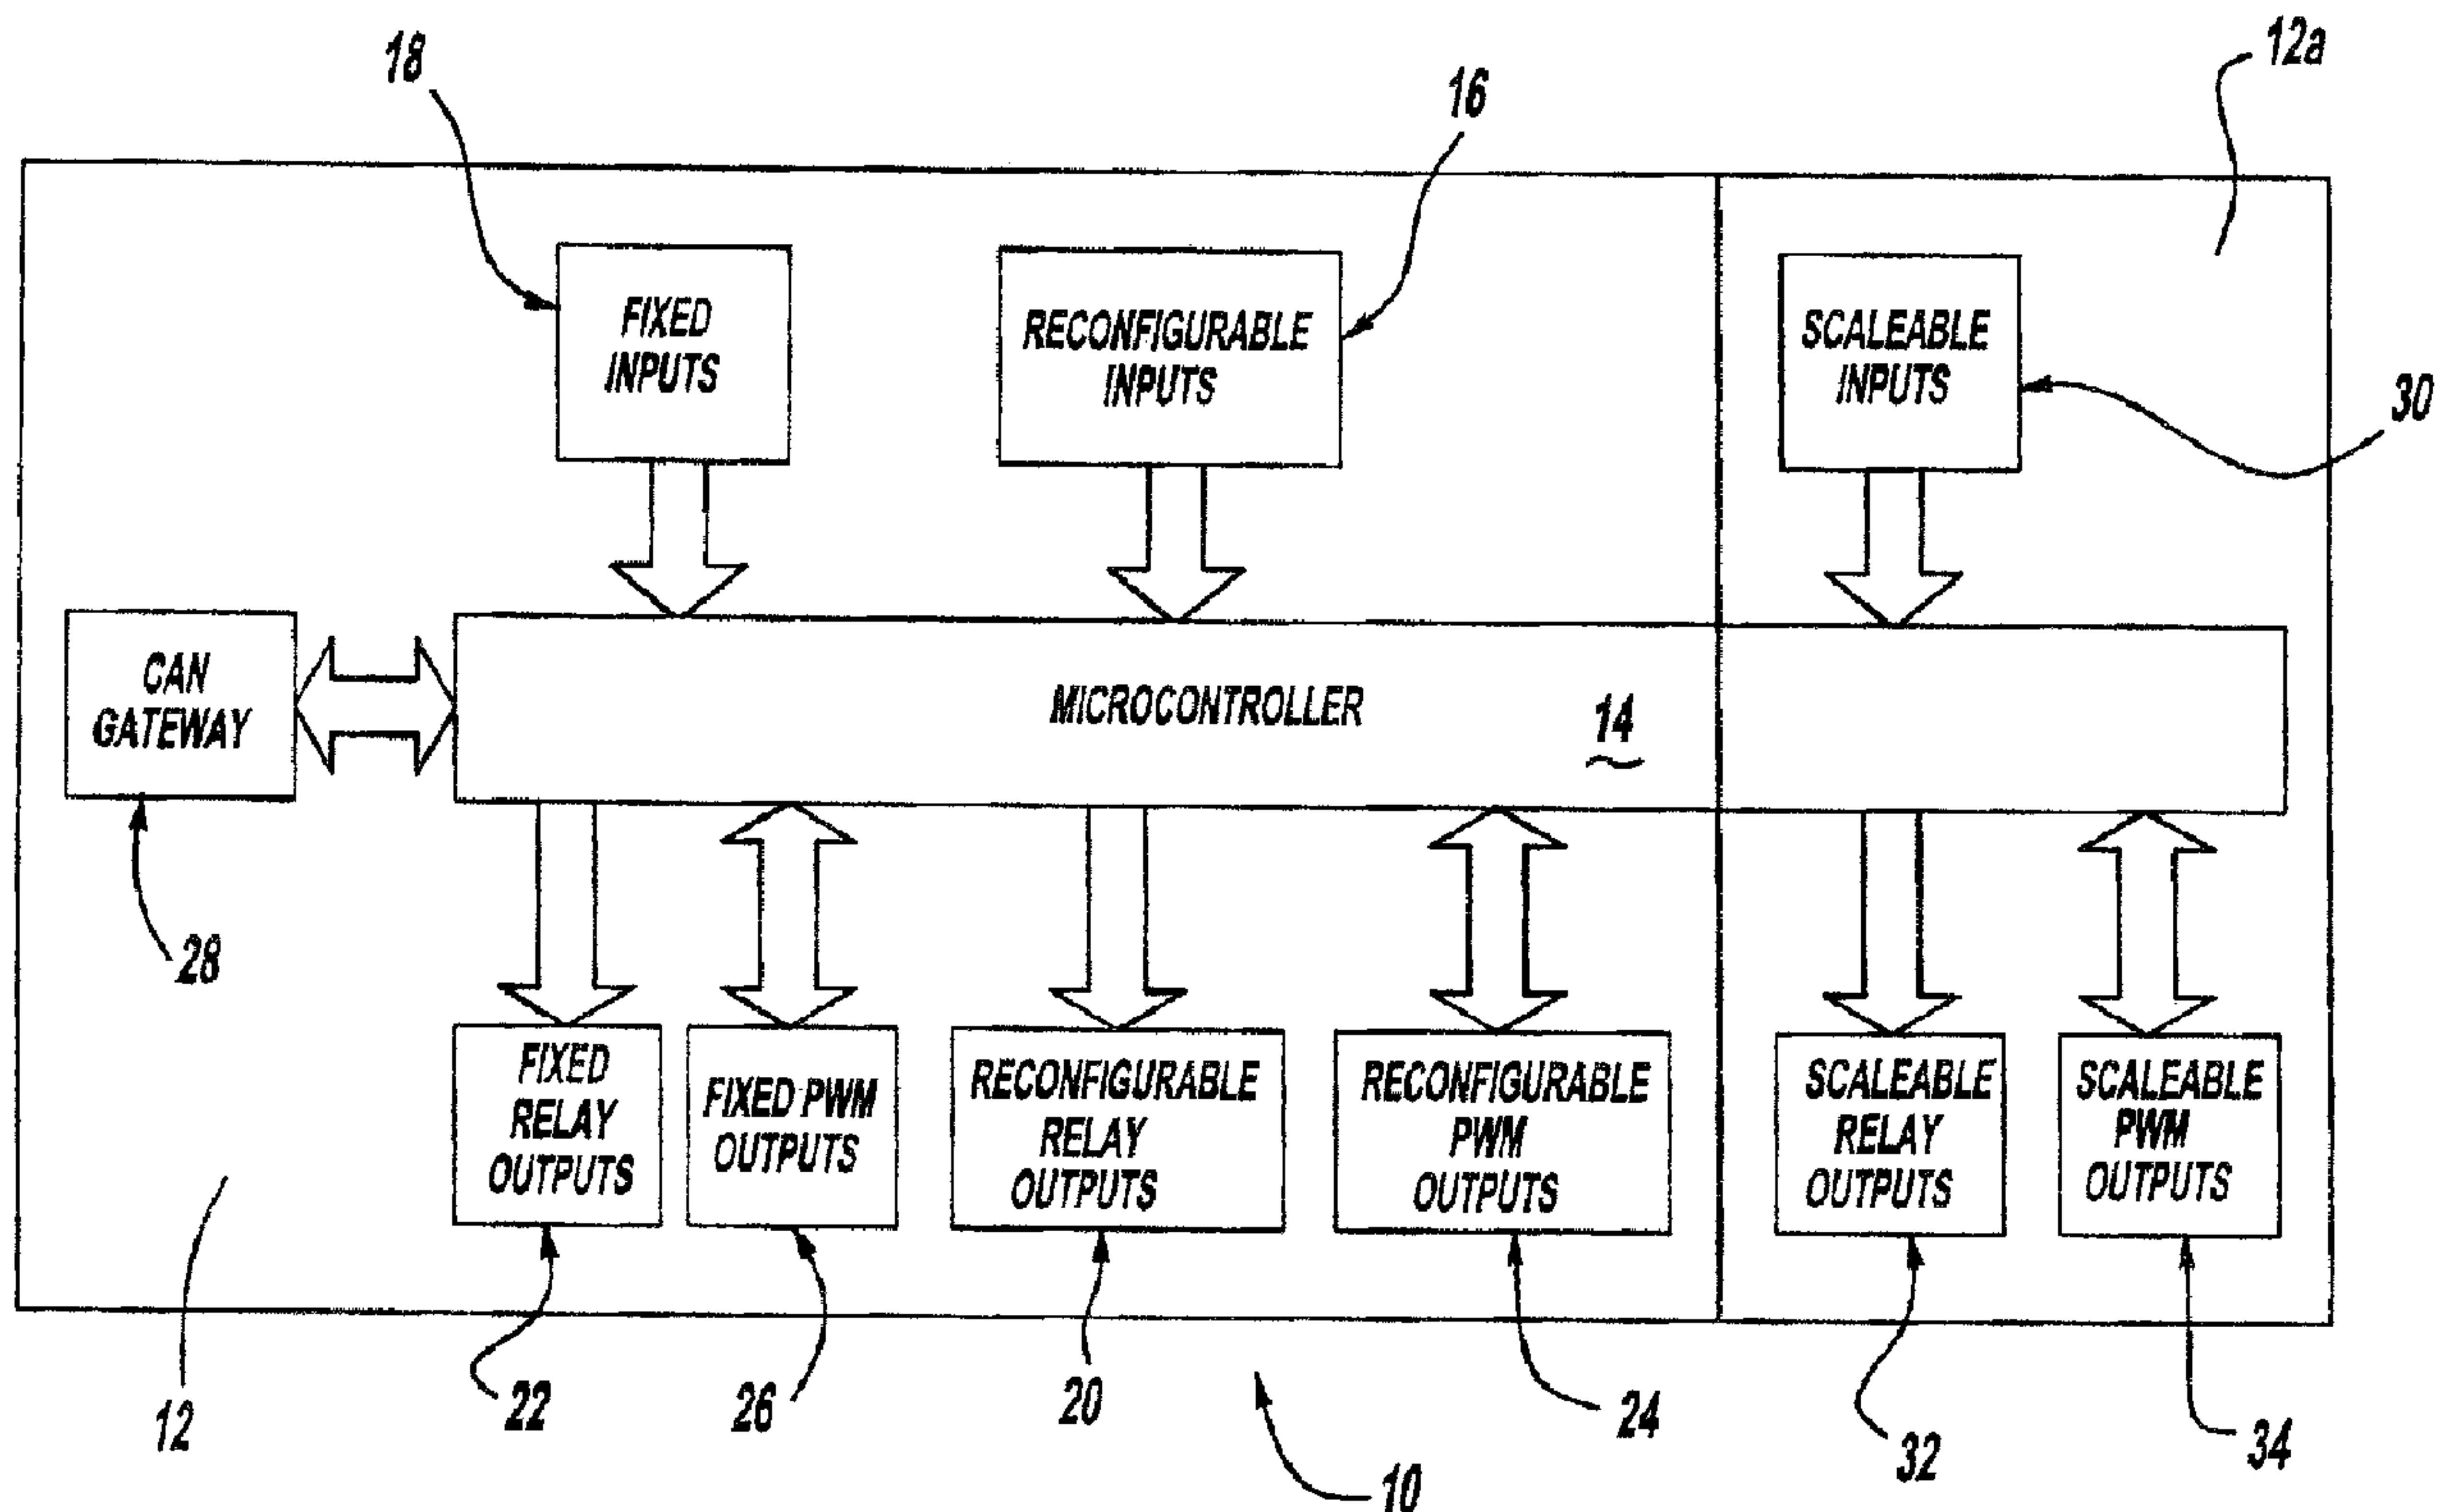 12a
18
16
FIXED
INPUTS
RECONFIGURABLE
INPUTS
SCALEABLE
INPUTS
30
CAN
GATEWAY
MICROCONTROLLER
14
28
FIXED
RELAY
OUTPUTS
FIXED PWM
OUTPUTS
RECONFIGURABLE
RELAY
OUTPUTS
RECONFIGURABLE
PWM
OUTPUTS
SCALEABLE
RELAY
OUTPUTS
SCALEABLE
PWM
OUTPUTS
12
22
26
20
24
32
34
10